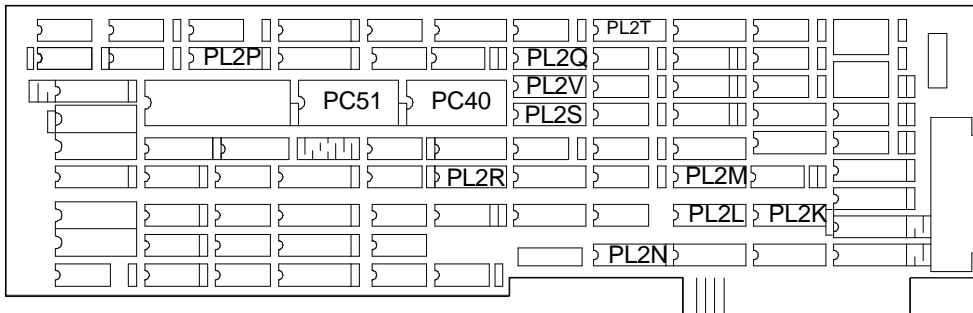 PL2T
PL2P PL2Q
PL2V
PC51 PC40
PL2S
PL2R PL2M
PL2L PL2K
PL2N